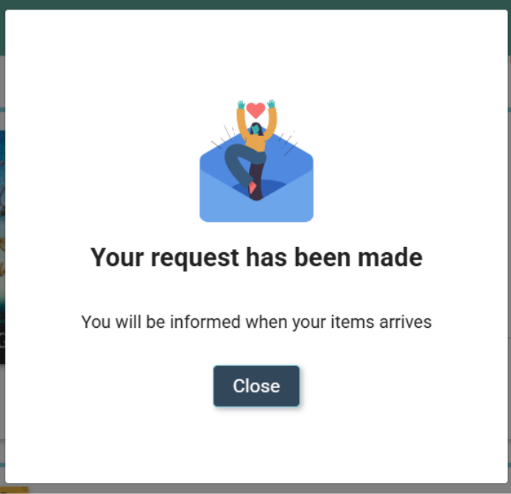 Your request has been made
You will be informed when your items arrives
Close